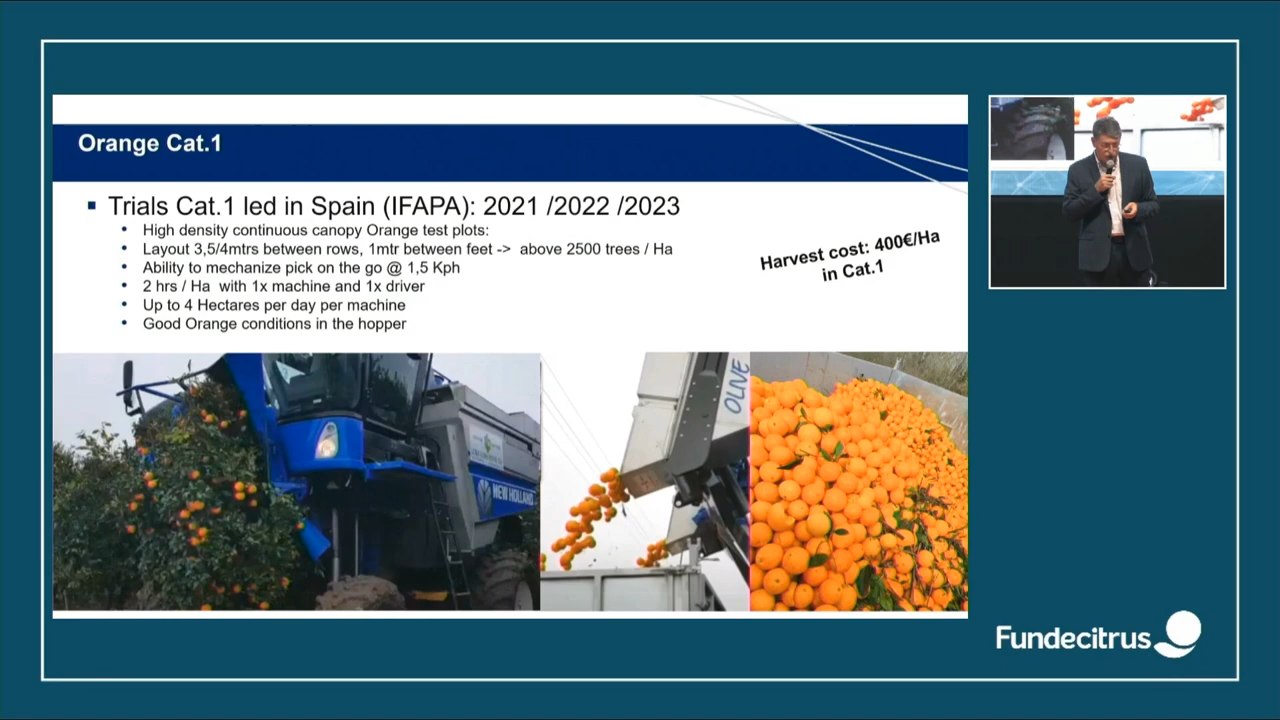 Orange Cat.1
Trials Cat.1 led in Spain (IFAPA): 2021 /2022 /2023
High density continuous canopy Orange test plots:
Layout 3,5/4mtrs between rows, 1mtr between feet -> above 2500 trees / Ha
Ability to mechanize pick on the go @ 1,5 Kph
2 hrs / Ha with 1x machine and 1x driver
Up to 4 Hectares per day per machine
Good Orange conditions in the hopper
Harvest cost: 400€/Ha
in Cat.1
NEW HOLLAND
OLIVE
Fundecitrus